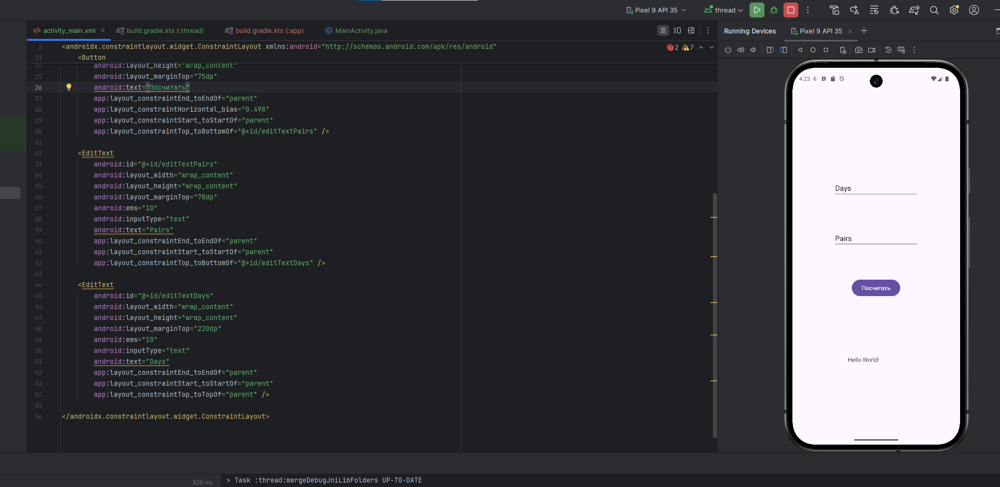 Pixel 9 API 35
thread
activity_main.xml
build.gradle.kts (:thread)
build.gradle.kts (:app)
MainActivity.java
Running Devices
Pixel 9 API 35
2 <androidx.constraintlayout.widget.ConstraintLayout xmlns:android="http://schemas.android.com/apk/res/android"
2 7
21 <Button
24 android:layout_height="wrap_content"
25 android:layout_marginTop="75dp"
26 android:text="Посчитать"
27 app:layout_constraintEnd_toEndOf="parent"
28 app:layout_constraintHorizontal_bias="0.498"
29 app:layout_constraintStart_toStartOf="parent"
30 app:layout_constraintTop_toBottomOf="@+id/editTextPairs" />
31
32 <EditText
33 android:id="@+id/editTextPairs"
34 android:layout_width="wrap_content"
35 android:layout_height="wrap_content"
36 android:layout_marginTop="78dp"
37 android:ems="10"
38 android:inputType="text"
39 android:text="Pairs"
40 app:layout_constraintEnd_toEndOf="parent"
41 app:layout_constraintStart_toStartOf="parent"
42 app:layout_constraintTop_toBottomOf="@+id/editTextDays" />
43
44 <EditText
45 android:id="@+id/editTextDays"
46 android:layout_width="wrap_content"
47 android:layout_height="wrap_content"
48 android:layout_marginTop="220dp"
49 android:ems="10"
50 android:inputType="text"
51 android:text="Days"
52 app:layout_constraintEnd_toEndOf="parent"
53 app:layout_constraintStart_toStartOf="parent"
54 app:layout_constraintTop_toTopOf="parent" />
55
56 </androidx.constraintlayout.widget.ConstraintLayout>
4:23
Days
Pairs
Посчитать
Hello World!
826 ms
> Task :thread:mergeDebugJniLibFolders UP-TO-DATE